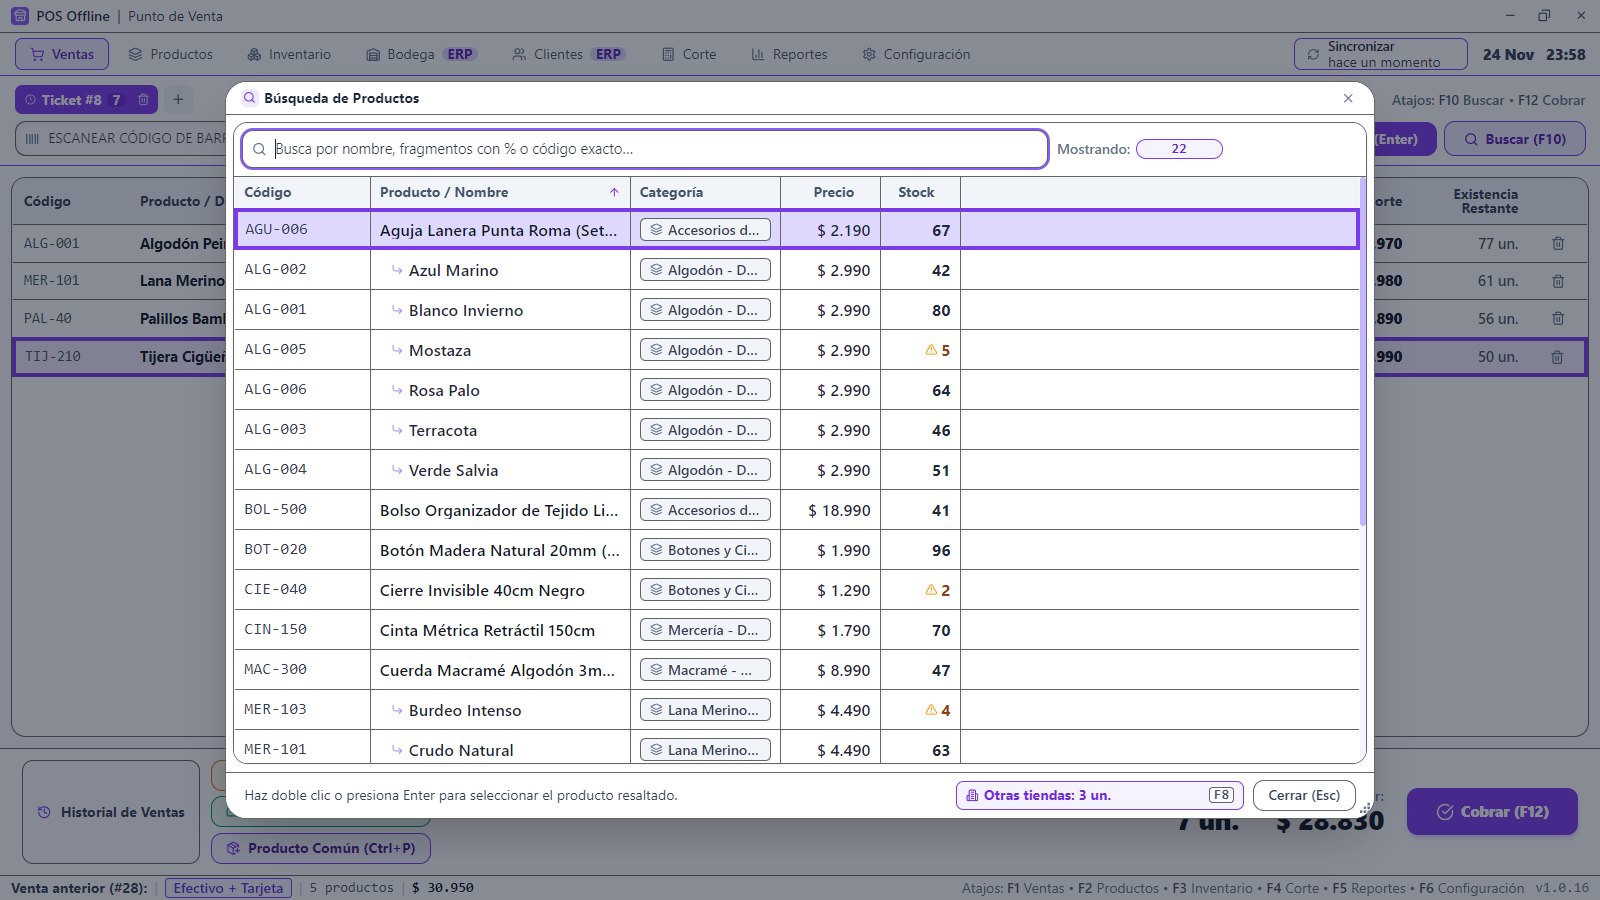 POS Offline | Punto de Venta
Ventas
Productos
Inventario
Bodega ERP
Clientes ERP
Corte
Reportes
Configuración
Sincronizar
hace un momento
24 Nov 23:58
Ticket #8 7
+
Atajos: F10 Buscar • F12 Cobrar
ESCANEAR CÓDIGO DE BARR
(Enter)
Buscar (F10)
Código
Producto / D
orte
Existencia
Restante
ALG-001
Algodón Pei
970
77 un.
MER-101
Lana Merino
980
61 un.
PAL-40
Palillos Bamb
890
56 un.
TIJ-210
Tijera Cigüeñ
990
50 un.
Búsqueda de Productos
Busca por nombre, fragmentos con % o código exacto...
Mostrando: 22
Código Producto / Nombre Categoría Precio Stock
AGU-006 Aguja Lanera Punta Roma (Set... Accesorios d... $ 2.190 67
ALG-002 Azul Marino Algodón - D... $ 2.990 42
ALG-001 Blanco Invierno Algodón - D... $ 2.990 80
ALG-005 Mostaza Algodón - D... $ 2.990 5
ALG-006 Rosa Palo Algodón - D... $ 2.990 64
ALG-003 Terracota Algodón - D... $ 2.990 46
ALG-004 Verde Salvia Algodón - D... $ 2.990 51
BOL-500 Bolso Organizador de Tejido Li... Accesorios d... $ 18.990 41
BOT-020 Botón Madera Natural 20mm (... Botones y Ci... $ 1.990 96
CIE-040 Cierre Invisible 40cm Negro Botones y Ci... $ 1.290 2
CIN-150 Cinta Métrica Retráctil 150cm Mercería - D... $ 1.790 70
MAC-300 Cuerda Macramé Algodón 3m... Macramé - ... $ 8.990 47
MER-103 Burdeo Intenso Lana Merino... $ 4.490 4
MER-101 Crudo Natural Lana Merino... $ 4.490 63
Haz doble clic o presiona Enter para seleccionar el producto resaltado.
Otras tiendas: 3 un. F8
Cerrar (Esc)
Historial de Ventas
Producto Común (Ctrl+P)
r:
7 un. $ 28.830
Cobrar (F12)
Venta anterior (#28): | Efectivo + Tarjeta | 5 productos | $ 30.950
Atajos: F1 Ventas • F2 Productos • F3 Inventario • F4 Corte • F5 Reportes • F6 Configuración v1.0.16